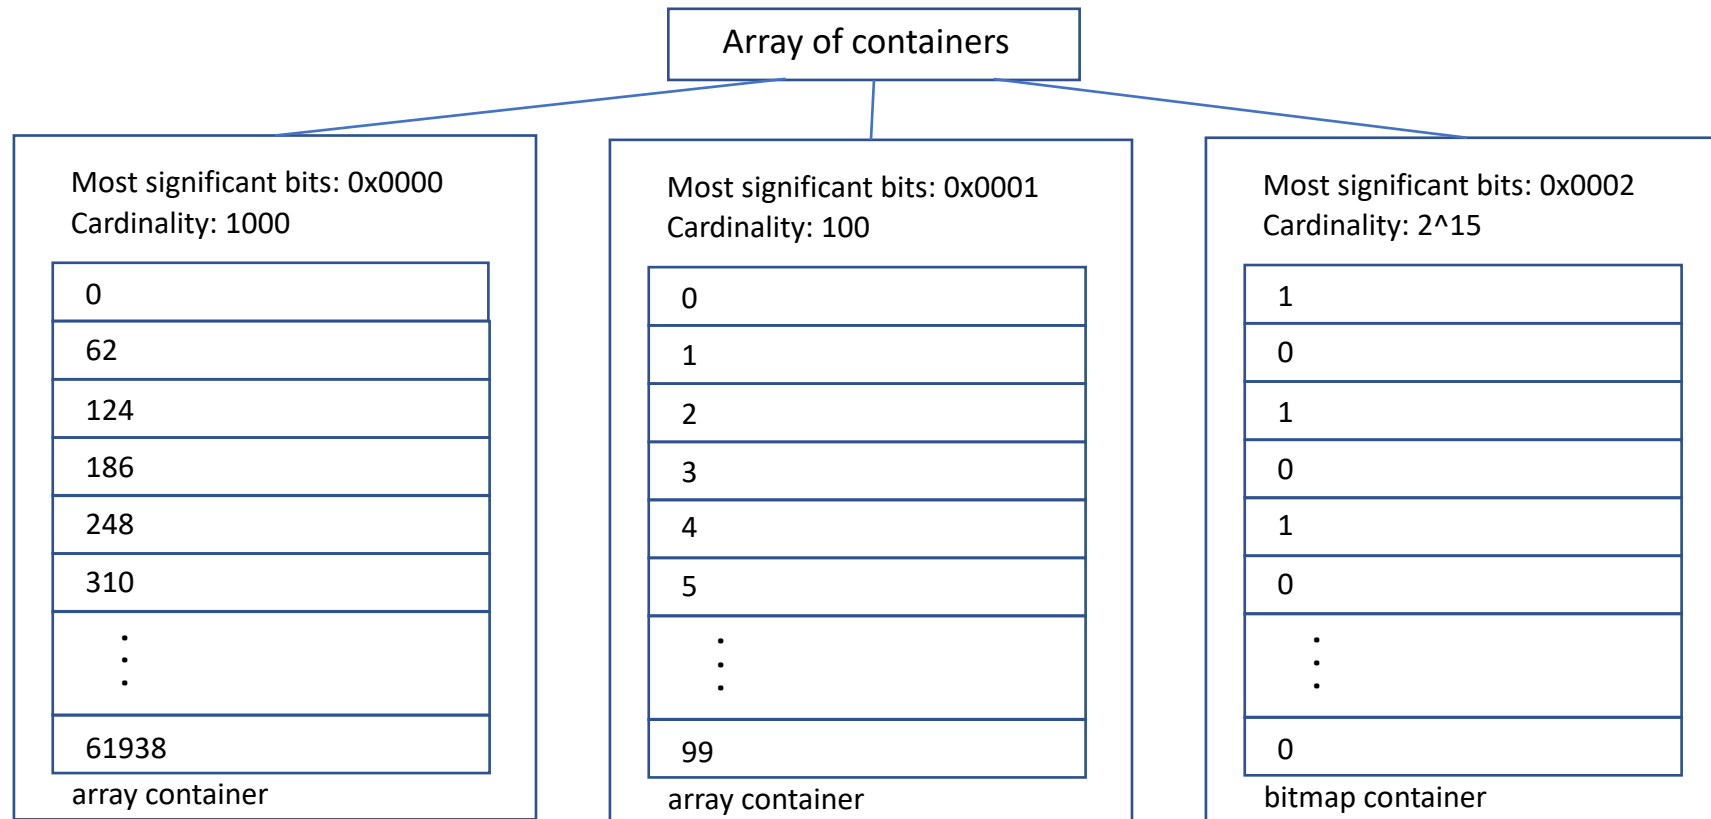 Array of containers
Most significant bits: 0x0000
Cardinality: 1000
0
62
124
186
248
310
61938
array container
Most significant bits: 0x0001
Cardinality: 100
0
1
2
3
4
5
99
array container
Most significant bits: 0x0002
Cardinality: 2^15
1
0
1
0
1
0
0
bitmap container